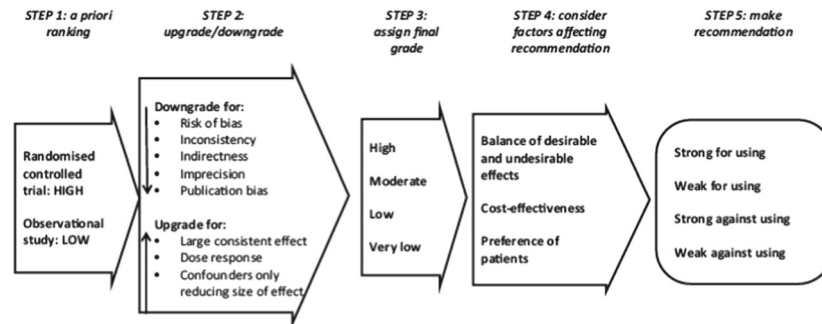 STEP 1: a priori
ranking
STEP 2:
upgrade/downgrade
STEP 3:
assign final
grade
STEP 4: consider
factors affecting
recommendation
STEP 5: make
recommendation
Randomised
controlled
trial: HIGH
Observational
study: LOW
Downgrade for:
• Risk of bias
• Inconsistency
• Indirectness
• Imprecision
• Publication bias
Upgrade for:
• Large consistent effect
• Dose response
• Confounders only
reducing size of effect
High
Moderate
Low
Very low
Balance of desirable
and undesirable
effects
Cost-effectiveness
Preference of
patients
Strong for using
Weak for using
Strong against using
Weak against using